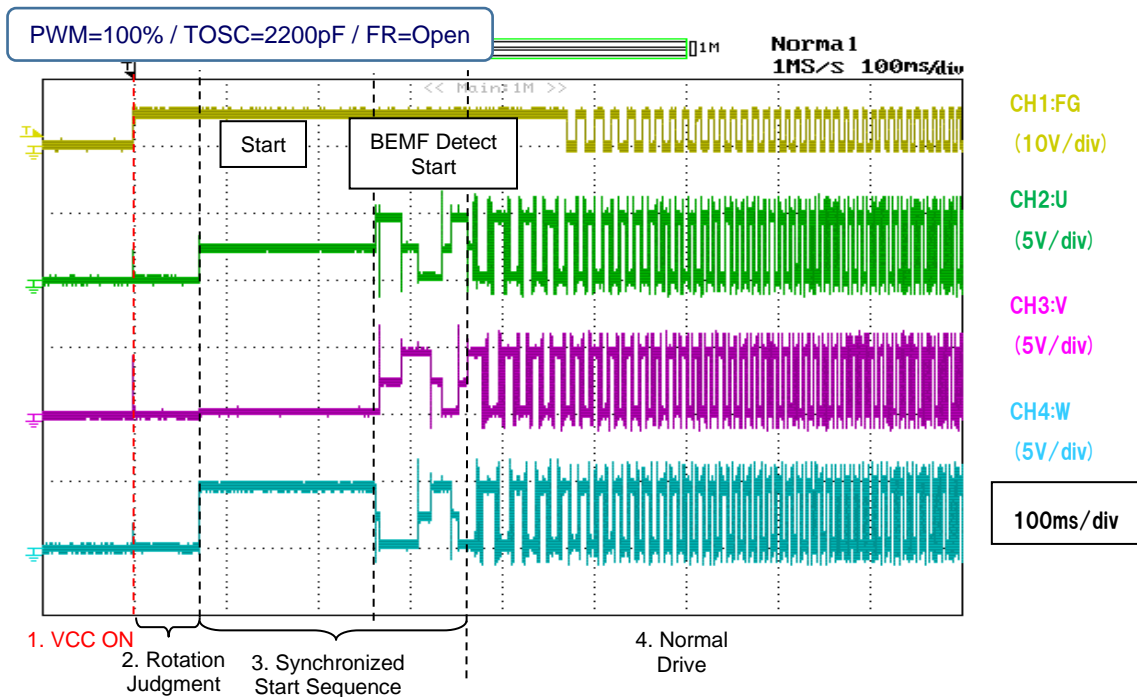 PWM=100% / TOSC=2200pF / FR=Open
1M
Normal
1MS/s 100ms/div
T
<< Main:1M >>
CH1:FG
(10V/div)
T
Start
BEMF Detect
Start
CH2:U
(5V/div)
CH3:V
(5V/div)
CH4:W
(5V/div)
100ms/div
1. VCC ON
2. Rotation
Judgment
3. Synchronized
Start Sequence
4. Normal
Drive